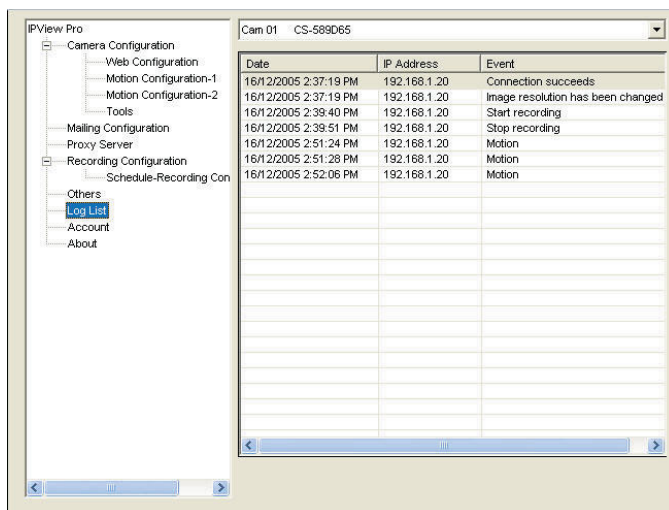 IPView Pro
Camera Configuration
Web Configuration
Motion Configuration-1
Motion Configuration-2
Tools
Mailing Configuration
Proxy Server
Recording Configuration
Schedule-Recording Con
Others
Log List
Account
About
Cam 01 CS-589D65
Date IP Address Event
16/12/2005 2:37:19 PM 192.168.1.20 Connection succeeds
16/12/2005 2:37:19 PM 192.168.1.20 Image resolution has been changed
16/12/2005 2:39:40 PM 192.168.1.20 Start recording
16/12/2005 2:39:51 PM 192.168.1.20 Stop recording
16/12/2005 2:51:24 PM 192.168.1.20 Motion
16/12/2005 2:51:28 PM 192.168.1.20 Motion
16/12/2005 2:52:06 PM 192.168.1.20 Motion